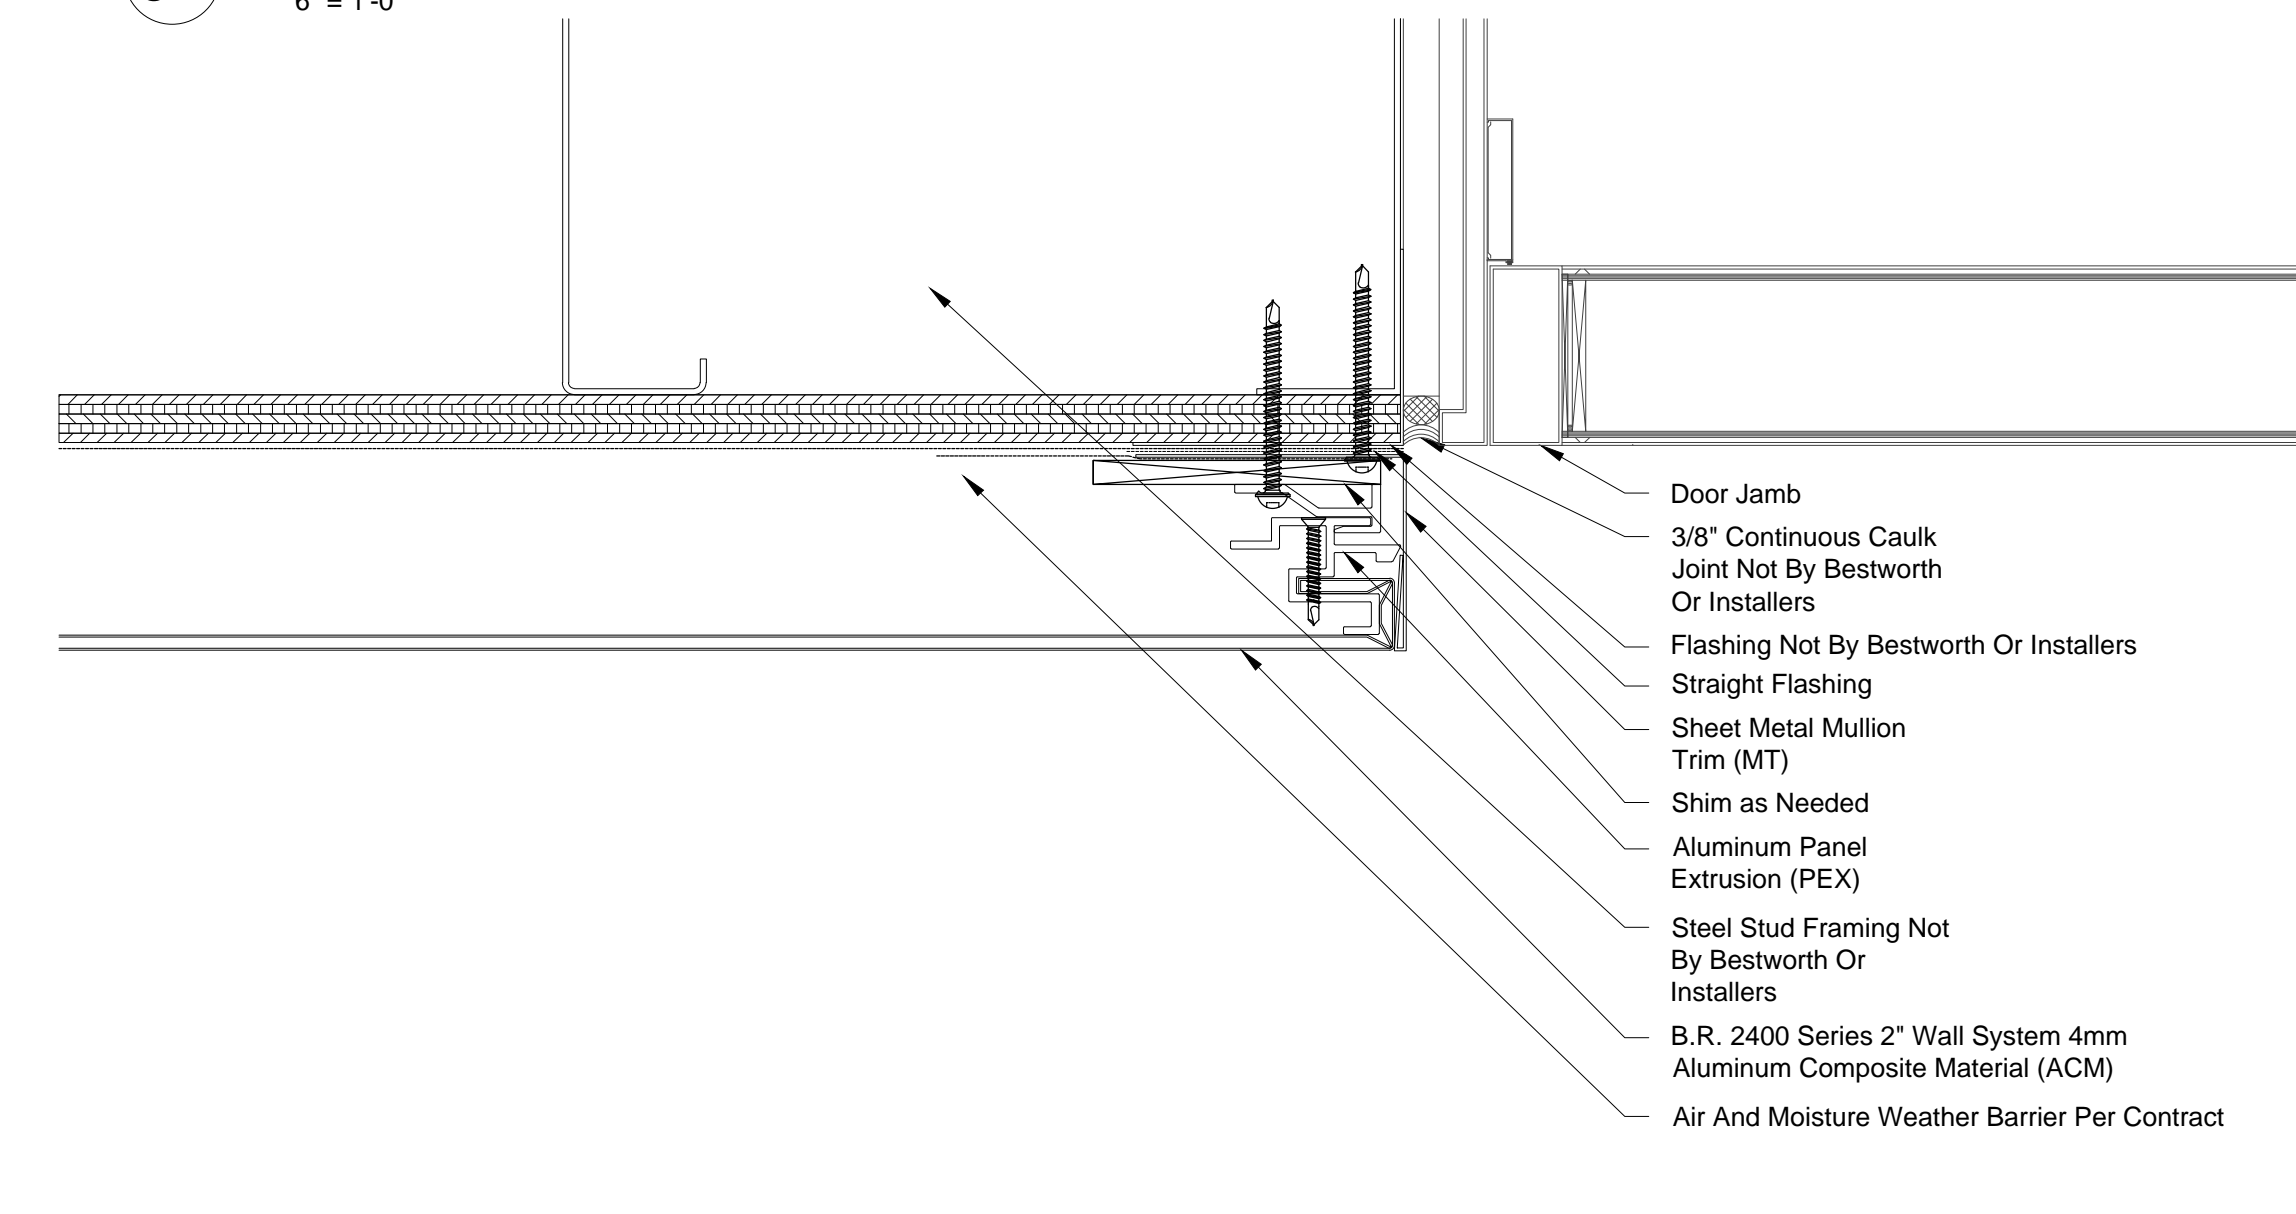 6" = 1'-0"
Door Jamb
3/8" Continuous Caulk
Joint Not By Bestworth
Or Installers
Flashing Not By Bestworth Or Installers
Straight Flashing
Sheet Metal Mullion
Trim (MT)
Shim as Needed
Aluminum Panel
Extrusion (PEX)
Steel Stud Framing Not
By Bestworth Or
Installers
B.R. 2400 Series 2" Wall System 4mm
Aluminum Composite Material (ACM)
Air And Moisture Weather Barrier Per Contract